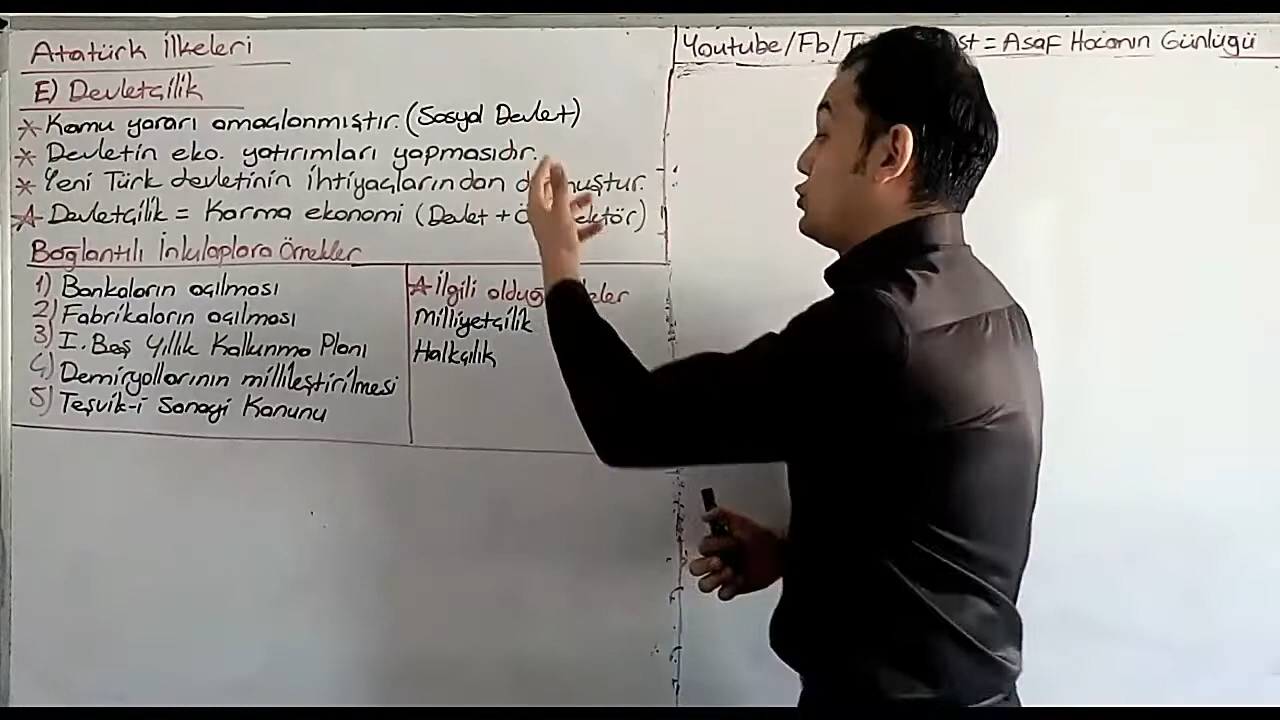 Atatürk İlkeleri
E) Devletçilik
* Kamu yararı amaçlanmıştır. (Sosyal Devlet)
* Devletin eko. yatırımları yapmasıdır.
* Yeni Türk devletinin ihtiyaçlarından
* Devletçilik = Karma ekonomi (Devlet +
Bağlantılı İnkılaplara Örnekler
1) Bankaların açılması
2) Fabrikaların açılması
3) I. Beş Yıllık Kalkınma Planı
4) Demiryollarının millileştirilmesi
5) Teşvik-i Sanayi Kanunu
* İlgili
Milliyetçilik
Halkçılık
Youtube/Fb/ = Asaf Hocanın Günlüğü